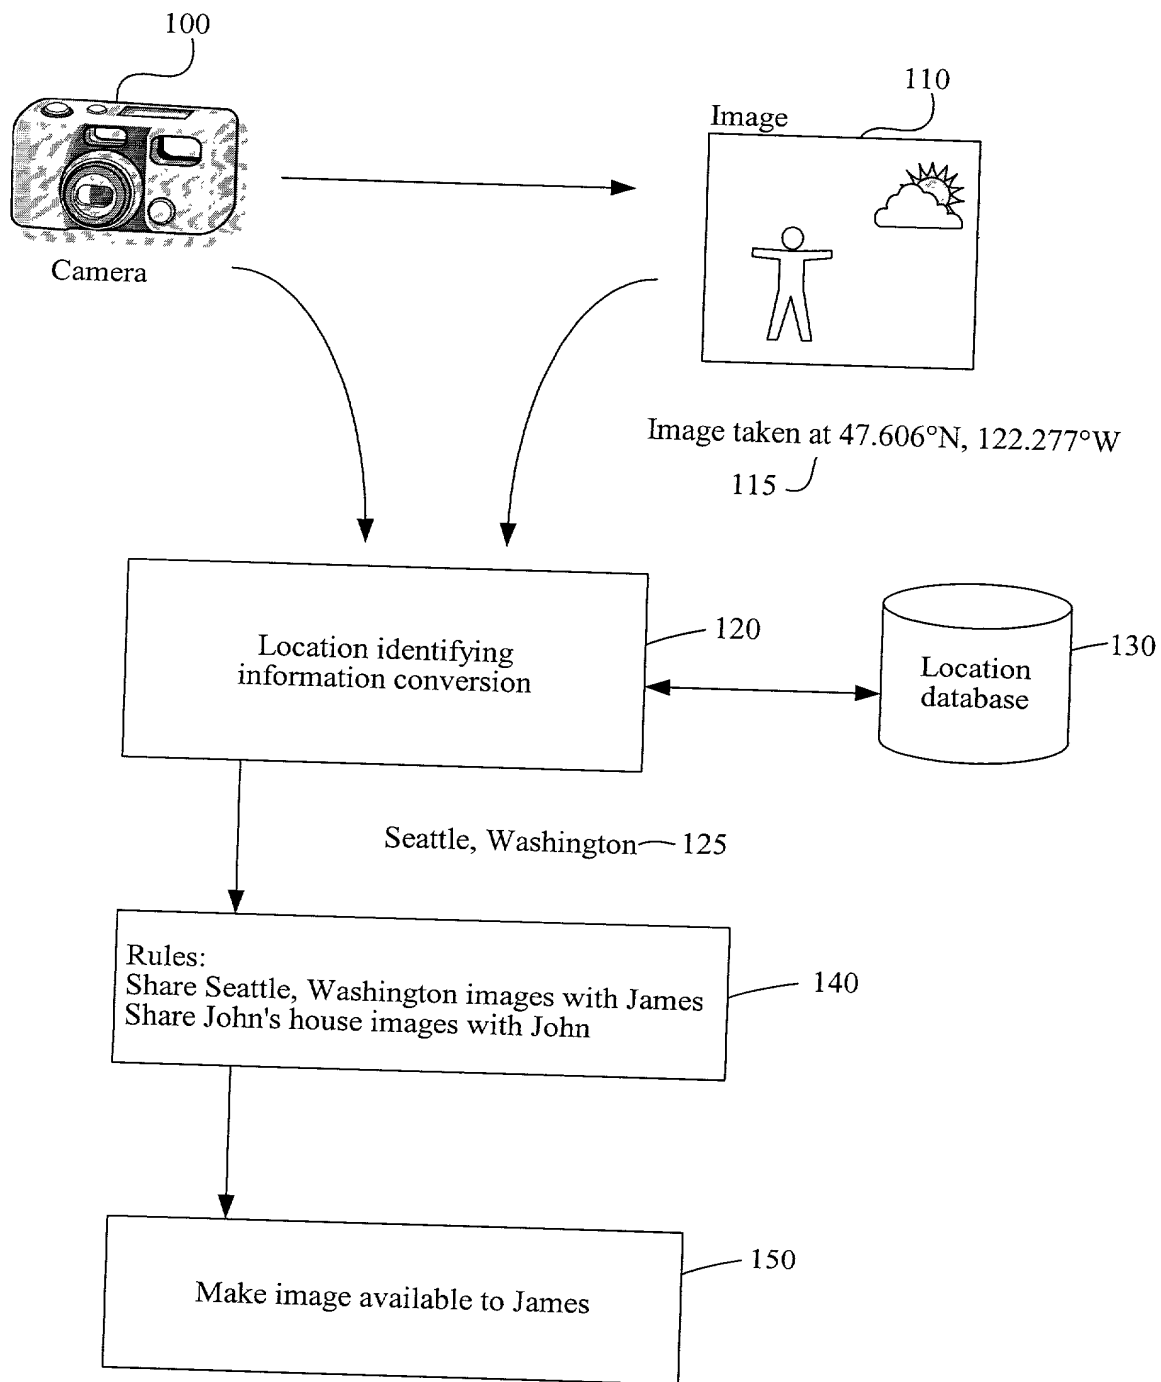 100
110
Image
Camera
Image taken at 47.606°N, 122.277°W
115
Location identifying
information conversion
120
Location
database
130
Seattle, Washington
125
Rules:
Share Seattle, Washington images with James
Share John's house images with John
140
Make image available to James
150